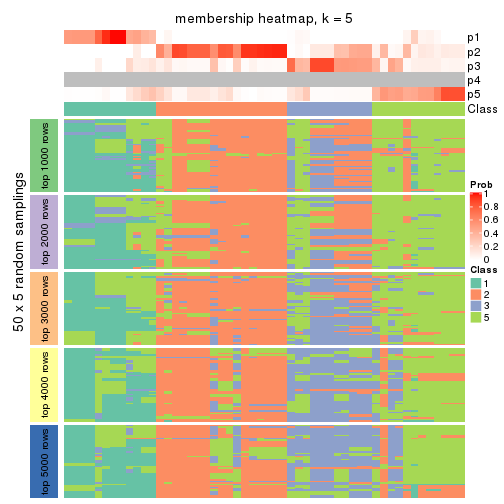 membership heatmap, k = 5
p1
p2
p3
p4
p5
Class
50 x 5 random samplings
top 1000 rows
top 2000 rows
top 3000 rows
top 4000 rows
top 5000 rows
Prob
1
0.8
0.6
0.4
0.2
0
Class
1
2
3
5